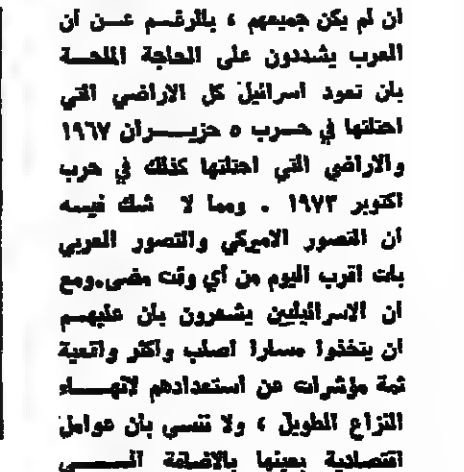 ان لم يكن جميعهم ، بالرغم عن ان
العرب يشددون على الحاجة الملحة
بان تعود اسرائيل كل الاراضي التي
احتلتها في حرب ٥ حزيران ١٩٦٧
والاراضي التي احتلتها كذلك في حرب
اكتوبر ١٩٧٣ . ومما لا شك فيه
ان التصور الاميركي والتصور العربي
بات اقرب اليوم من أي وقت مضى.ومع
ان الاسرائيليين يشعرون بان عليهم
ان يتخذوا مسارا اصلب واكثر واقعية
ثمة مؤشرات عن استعدادهم لانهاء
النزاع الطويل ، ولا ننسى بان عوامل
اقتصادية بعينها بالاضافة الى